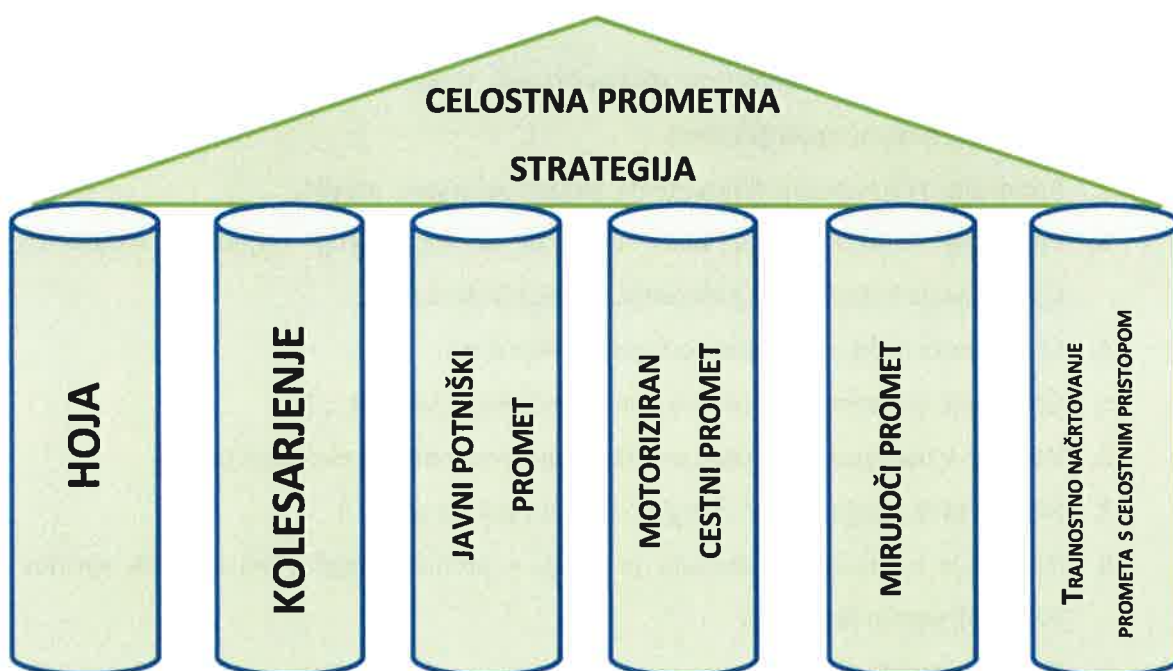 CELOSTNA PROMETNA
STRATEGIJA
HOJA
KOLESARJENJE
JAVNI POTNIŠKI
PROMET
MOTORIZIRAN
CESTNI PROMET
MIRUJOČI PROMET
TRAJNOSTNO NAČRTOVANJE
PROMETA S CELOSTNIM PRISTOPOM